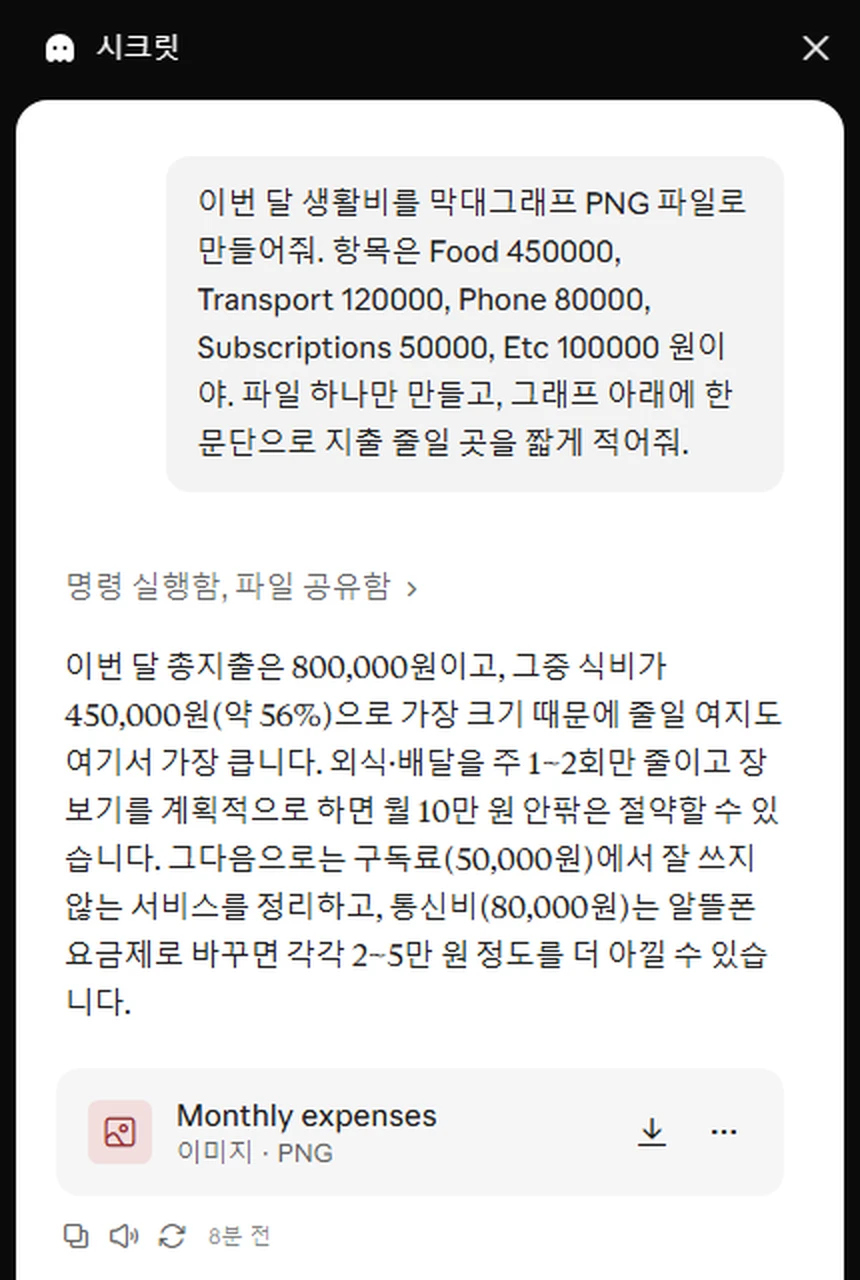 시크릿
이번 달 생활비를 막대그래프 PNG 파일로
만들어줘. 항목은 Food 450000,
Transport 120000, Phone 80000,
Subscriptions 50000, Etc 100000 원이
야. 파일 하나만 만들고, 그래프 아래에 한
문단으로 지출 줄일 곳을 짧게 적어줘.
명령 실행함, 파일 공유함
이번 달 총지출은 800,000원이고, 그중 식비가
450,000원(약 56%)으로 가장 크기 때문에 줄일 여지도
여기서 가장 큽니다. 외식·배달을 주 1~2회만 줄이고 장
보기를 계획적으로 하면 월 10만 원 안팎은 절약할 수 있
습니다. 그다음으로는 구독료(50,000원)에서 잘 쓰지
않는 서비스를 정리하고, 통신비(80,000원)는 알뜰폰
요금제로 바꾸면 각각 2~5만 원 정도를 더 아낄 수 있습
니다.
Monthly expenses
이미지 · PNG
8분 전